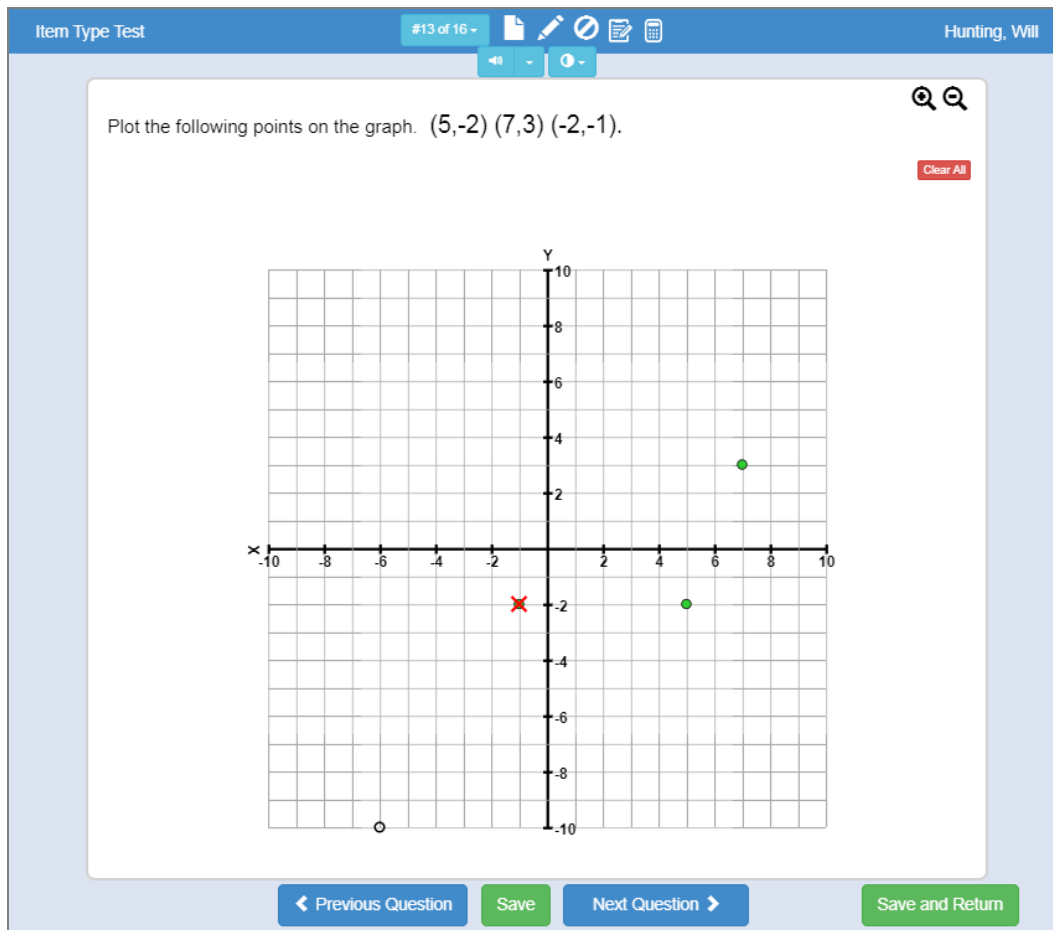 Item Type Test #13 of 16 Hunting, Will
Plot the following points on the graph. (5,-2) (7,3) (-2,-1).
Clear All
Y
10
8
6
4
2
X
-10 -8 -6 -4 -2 2 4 6 8 10
-2
-4
-6
-8
-10
Previous Question Save Next Question Save and Return